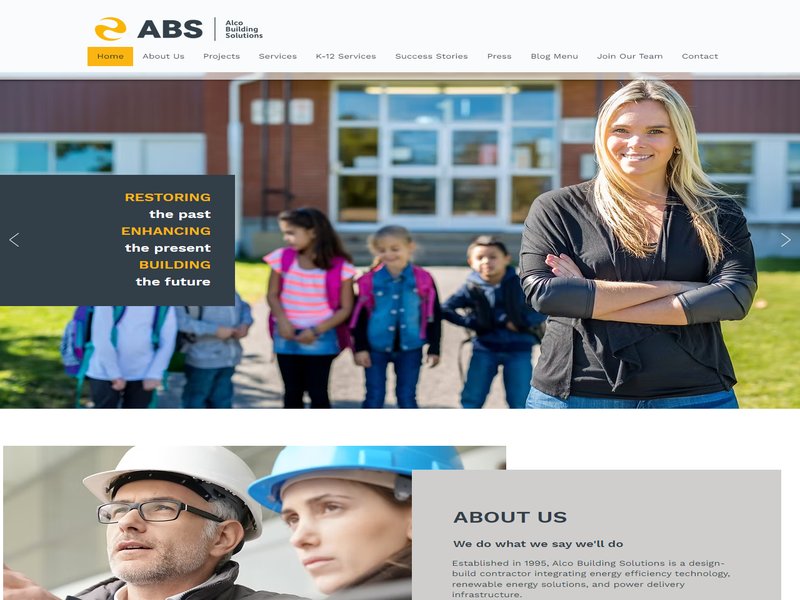 ABS
Alco
Building
Solutions
Home About Us Projects Services K-12 Services Success Stories Press Blog Menu Join Our Team Contact
RESTORING
the past
ENHANCING
the present
BUILDING
the future
ABOUT US
We do what we say we'll do
Established in 1995, Alco Building Solutions is a design-
build contractor integrating energy efficiency technology,
renewable energy solutions, and power delivery
infrastructure.